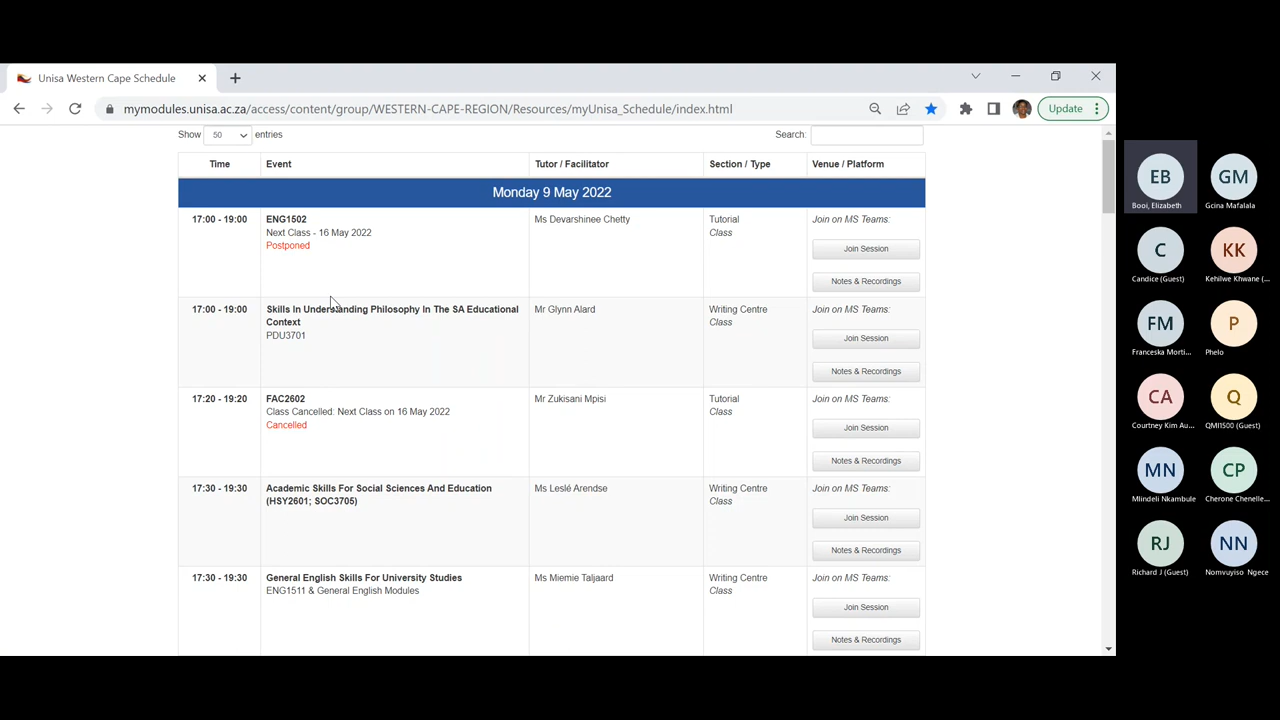 Unisa Western Cape Schedule
mymodules.unisa.ac.za/access/content/group/WESTERN-CAPE-REGION/Resources/myUnisa_Schedule/index.html
Update
Show 50 entries
Search:
Time Event Tutor / Facilitator Section / Type Venue / Platform
Monday 9 May 2022
17:00 - 19:00 ENG1502 Ms Devarshinee Chetty Tutorial Join on MS Teams:
Next Class - 16 May 2022 Class
Postponed
Join Session
Notes & Recordings
17:00 - 19:00 Skills In Understanding Philosophy In The SA Educational Mr Glynn Alard Writing Centre Join on MS Teams:
Context Class
PDU3701
Join Session
Notes & Recordings
17:20 - 19:20 FAC2602 Mr Zukisani Mpisi Tutorial Join on MS Teams:
Class Cancelled: Next Class on 16 May 2022 Class
Cancelled
Join Session
Notes & Recordings
17:30 - 19:30 Academic Skills For Social Sciences And Education Ms Leslé Arendse Writing Centre Join on MS Teams:
(HSY2601; SOC3705) Class
Join Session
Notes & Recordings
17:30 - 19:30 General English Skills For University Studies Ms Miemie Taljaard Writing Centre Join on MS Teams:
ENG1511 & General English Modules Class
Join Session
Notes & Recordings
EB GM
Booi, Elizabeth Gcina Mafalala
C KK
Candice (Guest) Kehilwe Khwane (...
FM P
Franceska Morti... Phelo
CA Q
Courtney Kim Au... QMI1500 (Guest)
MN CP
Mlindeli Nkambule Cherone Chenelle...
RJ NN
Richard J (Guest) Nomvuyiso Ngece